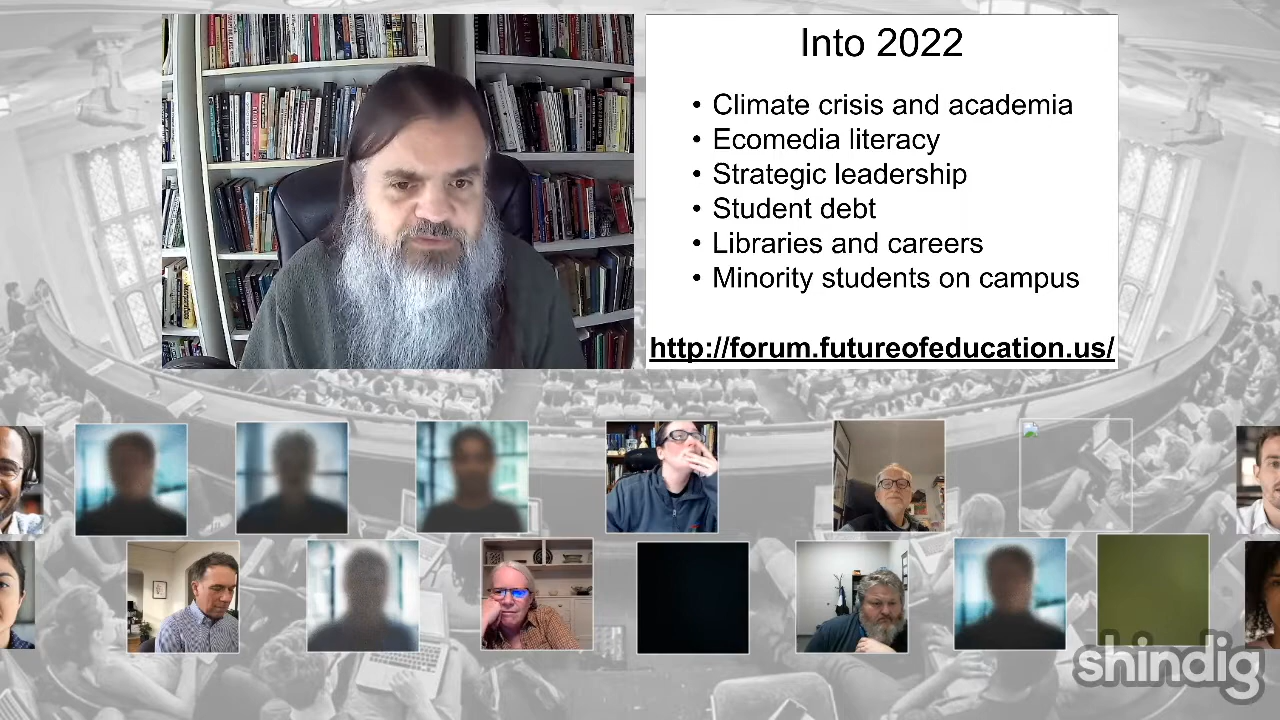 Into 2022
• Climate crisis and academia
• Ecomedia literacy
• Strategic leadership
• Student debt
• Libraries and careers
• Minority students on campus
http://forum.futureofeducation.us/
shindig